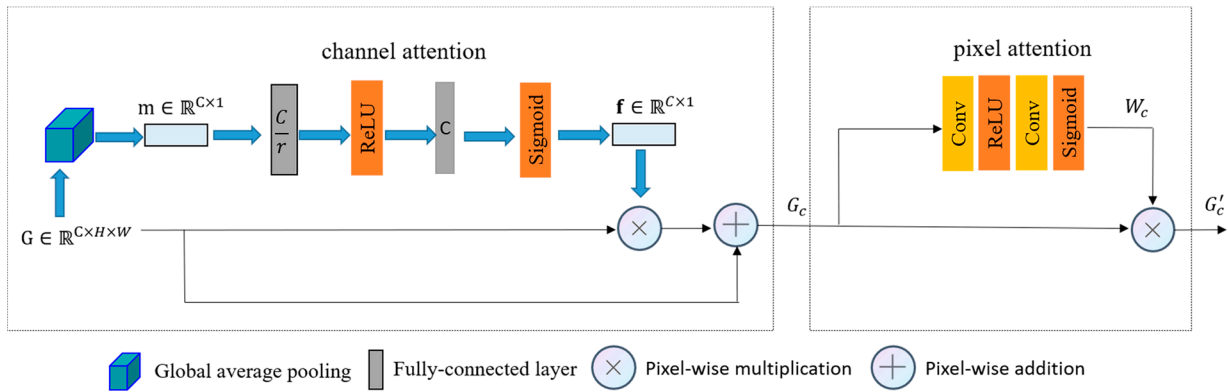 channel attention
pixel attention
m ∈ ℝ^{C×1}
C/r
ReLU
C
Sigmoid
f ∈ ℝ^{C×1}
Conv
ReLU
Conv
Sigmoid
W_c
G ∈ ℝ^{C×H×W}
G_c
G'_c
Global average pooling
Fully-connected layer
Pixel-wise multiplication
Pixel-wise addition